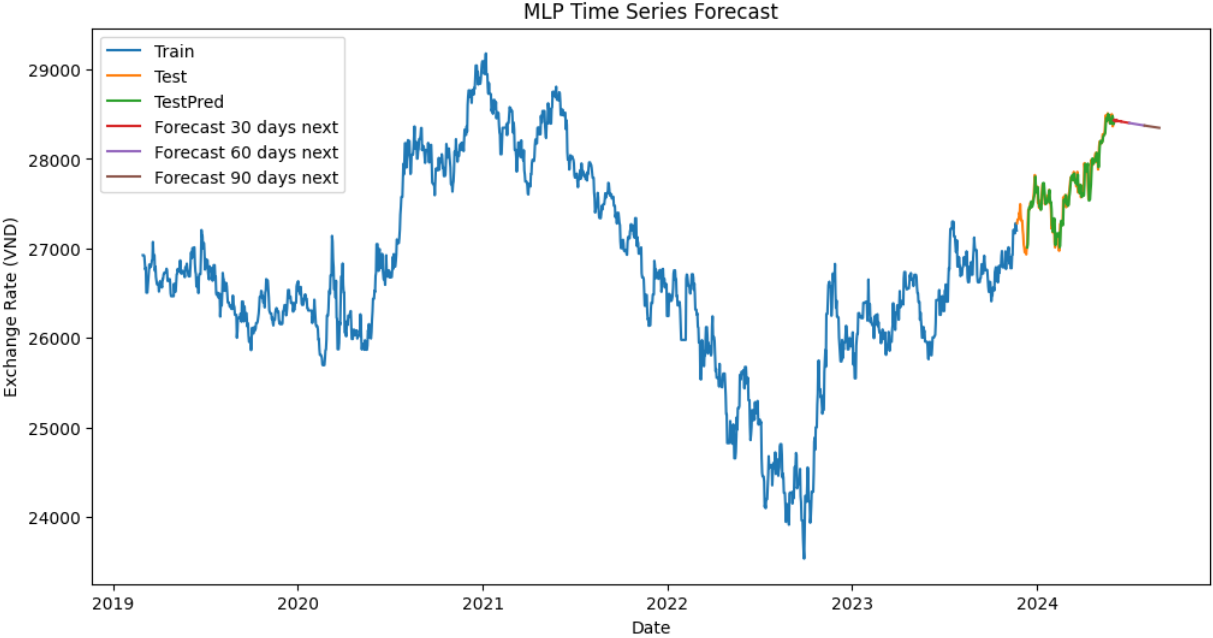 MLP Time Series Forecast
Train
Test
TestPred
Forecast 30 days next
Forecast 60 days next
Forecast 90 days next
Exchange Rate (VND)
29000
28000
27000
26000
25000
24000
2019 2020 2021 2022 2023 2024
Date